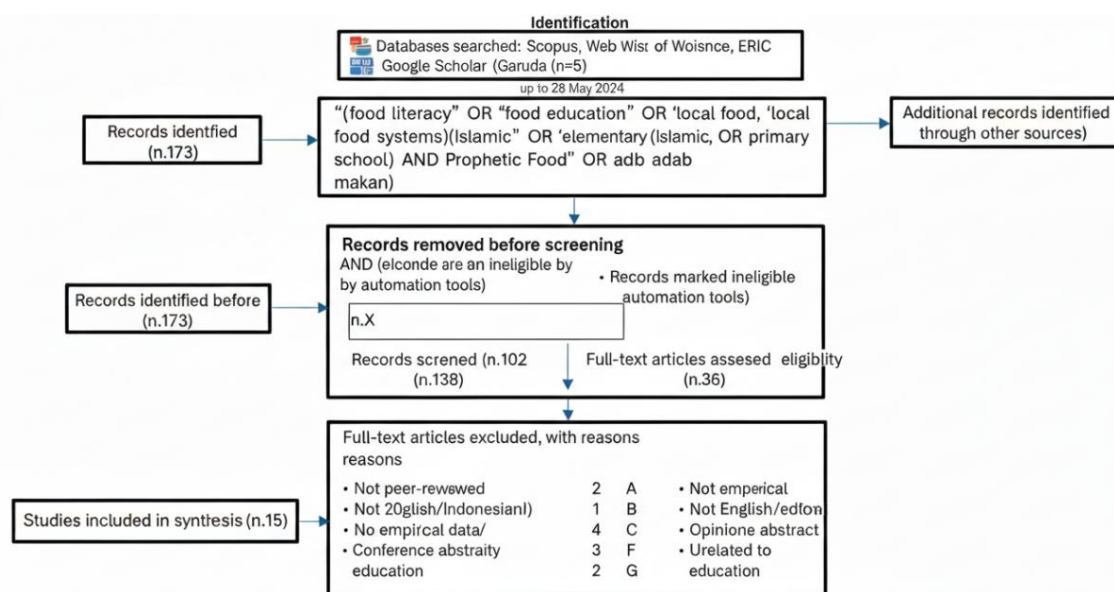 Identification
Databases searched: Scopus, Web Wist of Woisnce, ERIC
Google Scholar (Garuda (n=5)
up to 28 May 2024
Records identfied
(n.173)
"(food literacy" OR "food education" OR 'local food, 'local
food systems)(Islamic" OR 'elementary (Islamic, OR primary
school) AND Prophetic Food" OR adb adab
makan)
Additional records identified
through other sources)
Records removed before screening
AND (elconde are an ineligible by
by automation tools)
• Records marked ineligible
automation tools)
Records identified before
(n.173)
n.X
Records screned (n.102
(n.138)
Full-text articles assesed eligiblity
(n.36)
Full-text articles excluded, with reasons
reasons
• Not peer-rewswed 2 A • Not emperical
• Not 20glish/Indonesianl) 1 B • Not English/edfon
• No empircal data/ 4 C • Opinione abstract
• Conference abstraity 3 F • Urelated to
education 2 G education
Studies included in synthesis (n.15)